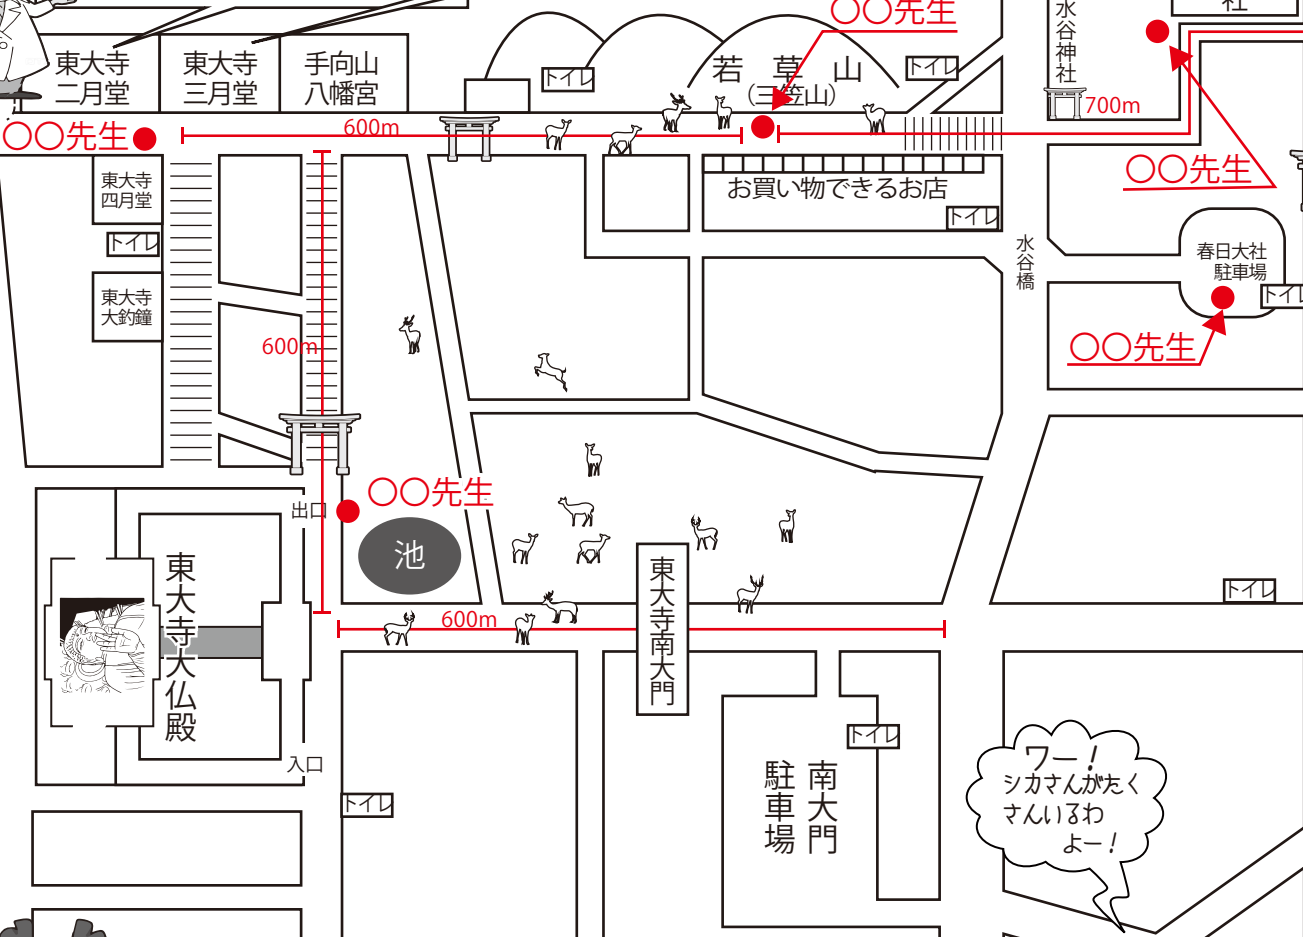 〇〇先生
社
水谷神社
東大寺
二月堂
東大寺
三月堂
手向山
八幡宮
トイレ
若草山
(三笠山)
トイレ
700m
〇〇先生
600m
〇〇先生
東大寺
四月堂
お買い物できるお店
トイレ
トイレ
水谷橋
春日大社
駐車場
トイレ
東大寺
大釣鐘
600m
〇〇先生
〇〇先生
出口
池
東大寺大仏殿
東大寺南大門
トイレ
600m
トイレ
南大門
駐車場
入口
トイレ
ワー!
シカさんがたく
さんいるわ
よー!